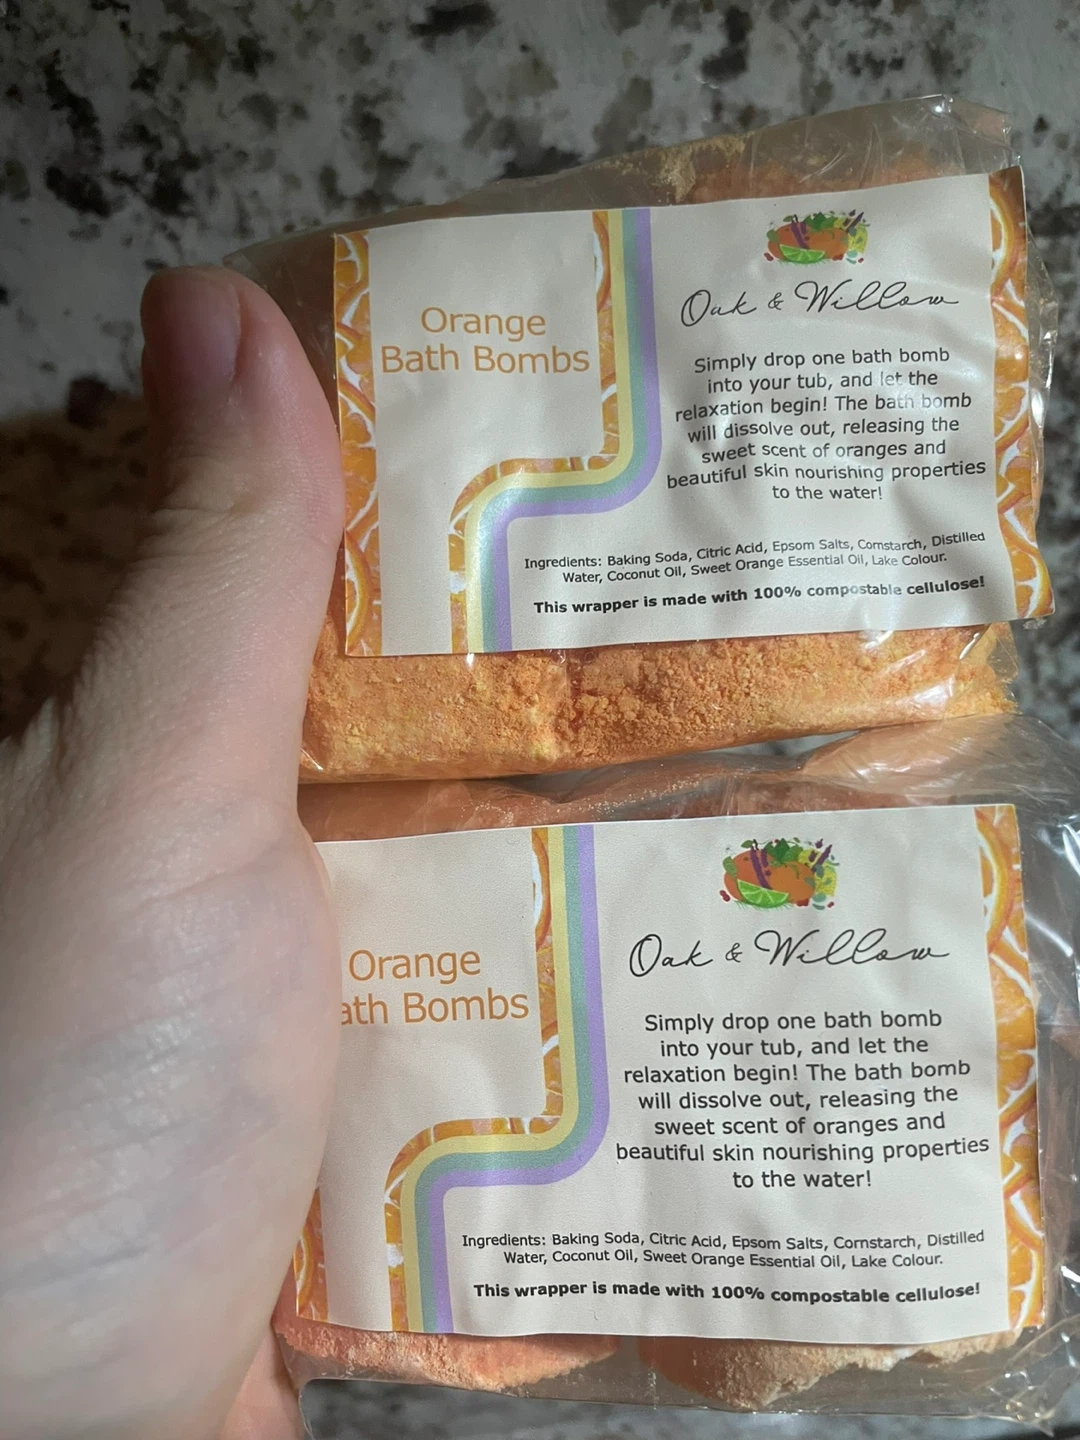 Orange
Bath Bombs
Oak & Willow
Simply drop one bath bomb
into your tub, and let the
relaxation begin! The bath bomb
will dissolve out, releasing the
sweet scent of oranges and
beautiful skin nourishing properties
to the water!
Ingredients: Baking Soda, Citric Acid, Epsom Salts, Cornstarch, Distilled
Water, Coconut Oil, Sweet Orange Essential Oil, Lake Colour.
This wrapper is made with 100% compostable cellulose!
Orange
ath Bombs
Oak & Willow
Simply drop one bath bomb
into your tub, and let the
relaxation begin! The bath bomb
will dissolve out, releasing the
sweet scent of oranges and
beautiful skin nourishing properties
to the water!
Ingredients: Baking Soda, Citric Acid, Epsom Salts, Cornstarch, Distilled
Water, Coconut Oil, Sweet Orange Essential Oil, Lake Colour.
This wrapper is made with 100% compostable cellulose!